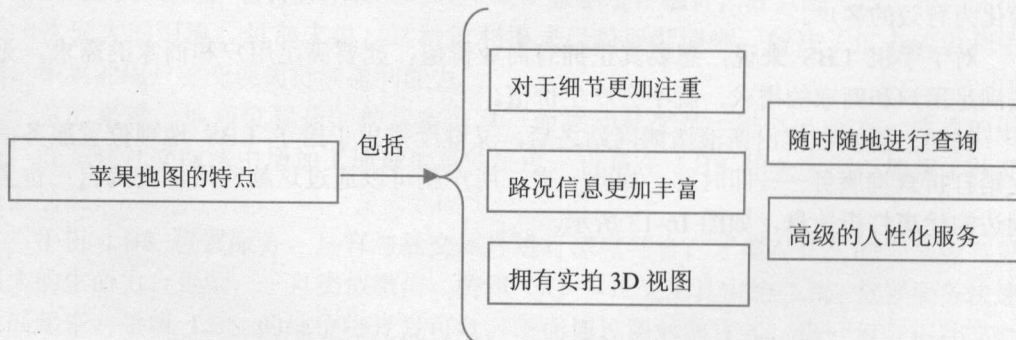 对于细节更加注重
随时随地进行查询
包括
苹果地图的特点
路况信息更加丰富
高级的人性化服务
拥有实拍 3D 视图